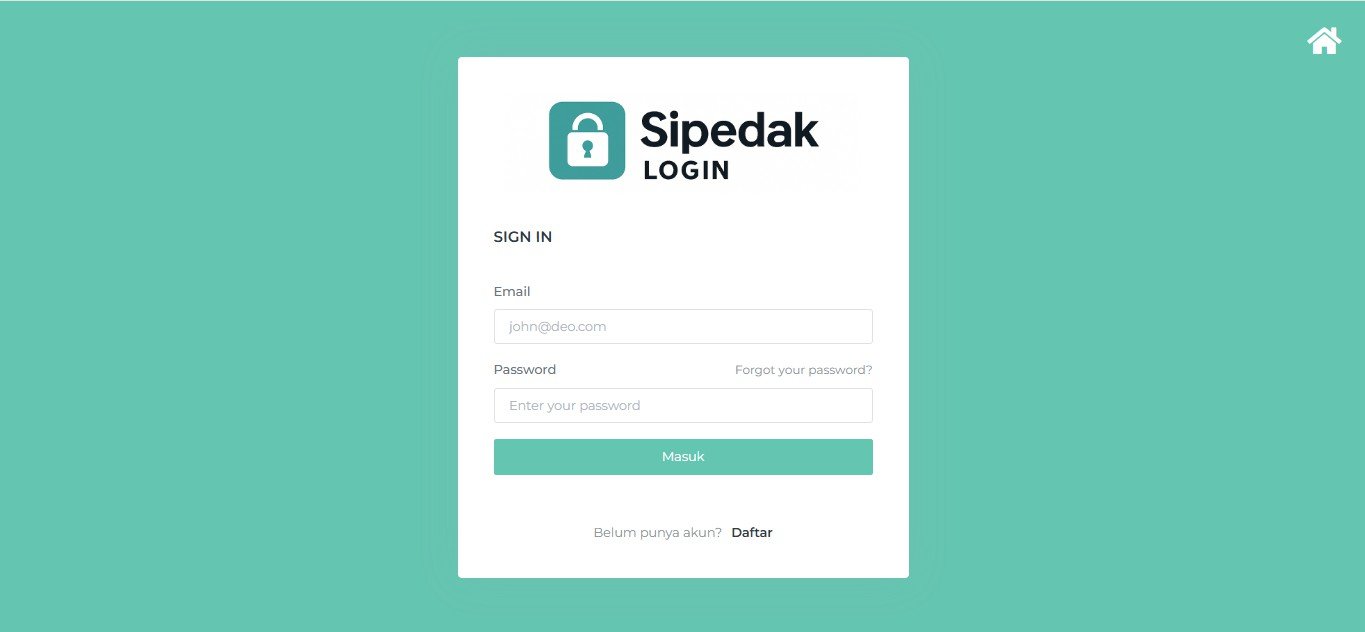 Sipedak
LOGIN
SIGN IN
Email
john@deo.com
Password Forgot your password?
Enter your password
Masuk
Belum punya akun? Daftar